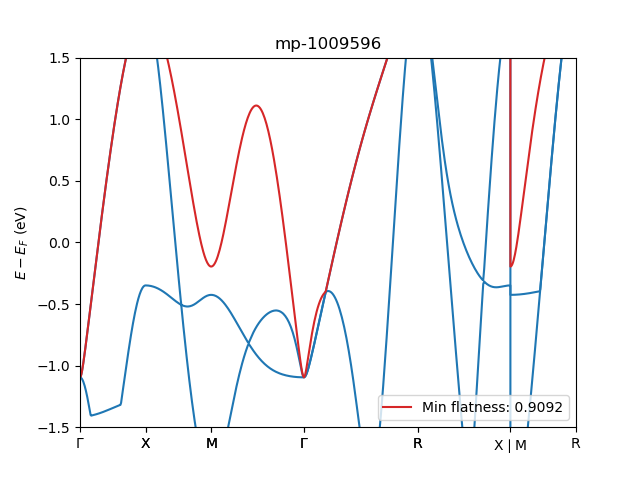 mp-1009596
E − E_F (eV)
1.5
1.0
0.5
0.0
−0.5
−1.0
−1.5
Min flatness: 0.9092
Γ X M Γ R X | M R